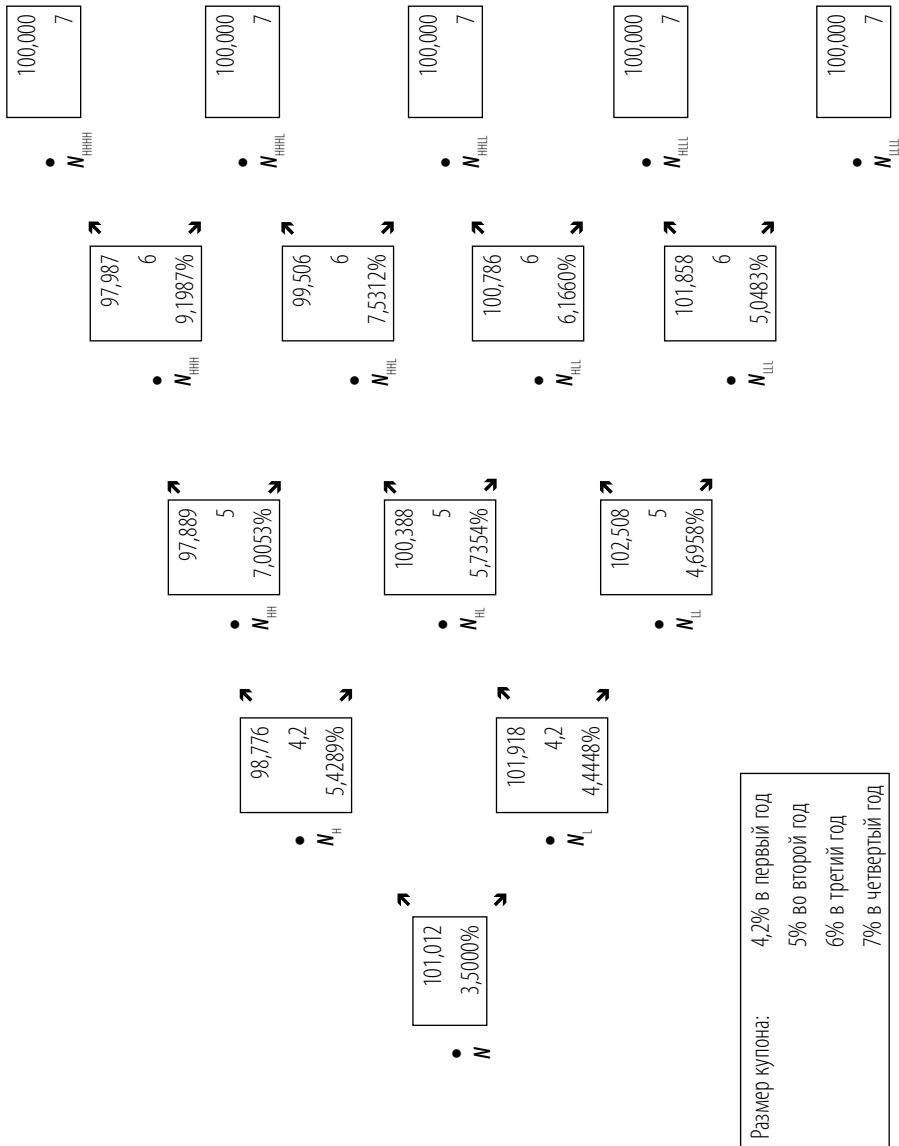 N
101,012
3,5000%
N_H
98,776
4,2
5,4289%
N_L
101,918
4,2
4,4448%
N_HH
97,889
5
7,0053%
N_HL
100,388
5
5,7354%
N_LL
102,508
5
4,6958%
N_HHH
97,987
6
9,1987%
N_HHL
99,506
6
7,5312%
N_HLL
100,786
6
6,1660%
N_LLL
101,858
6
5,0483%
N_HHHH
100,000
7
N_HHHL
100,000
7
N_HHLL
100,000
7
N_HLLL
100,000
7
N_LLLL
100,000
7
Размер купона: 4,2% в первый год
5% во второй год
6% в третий год
7% в четвертый год